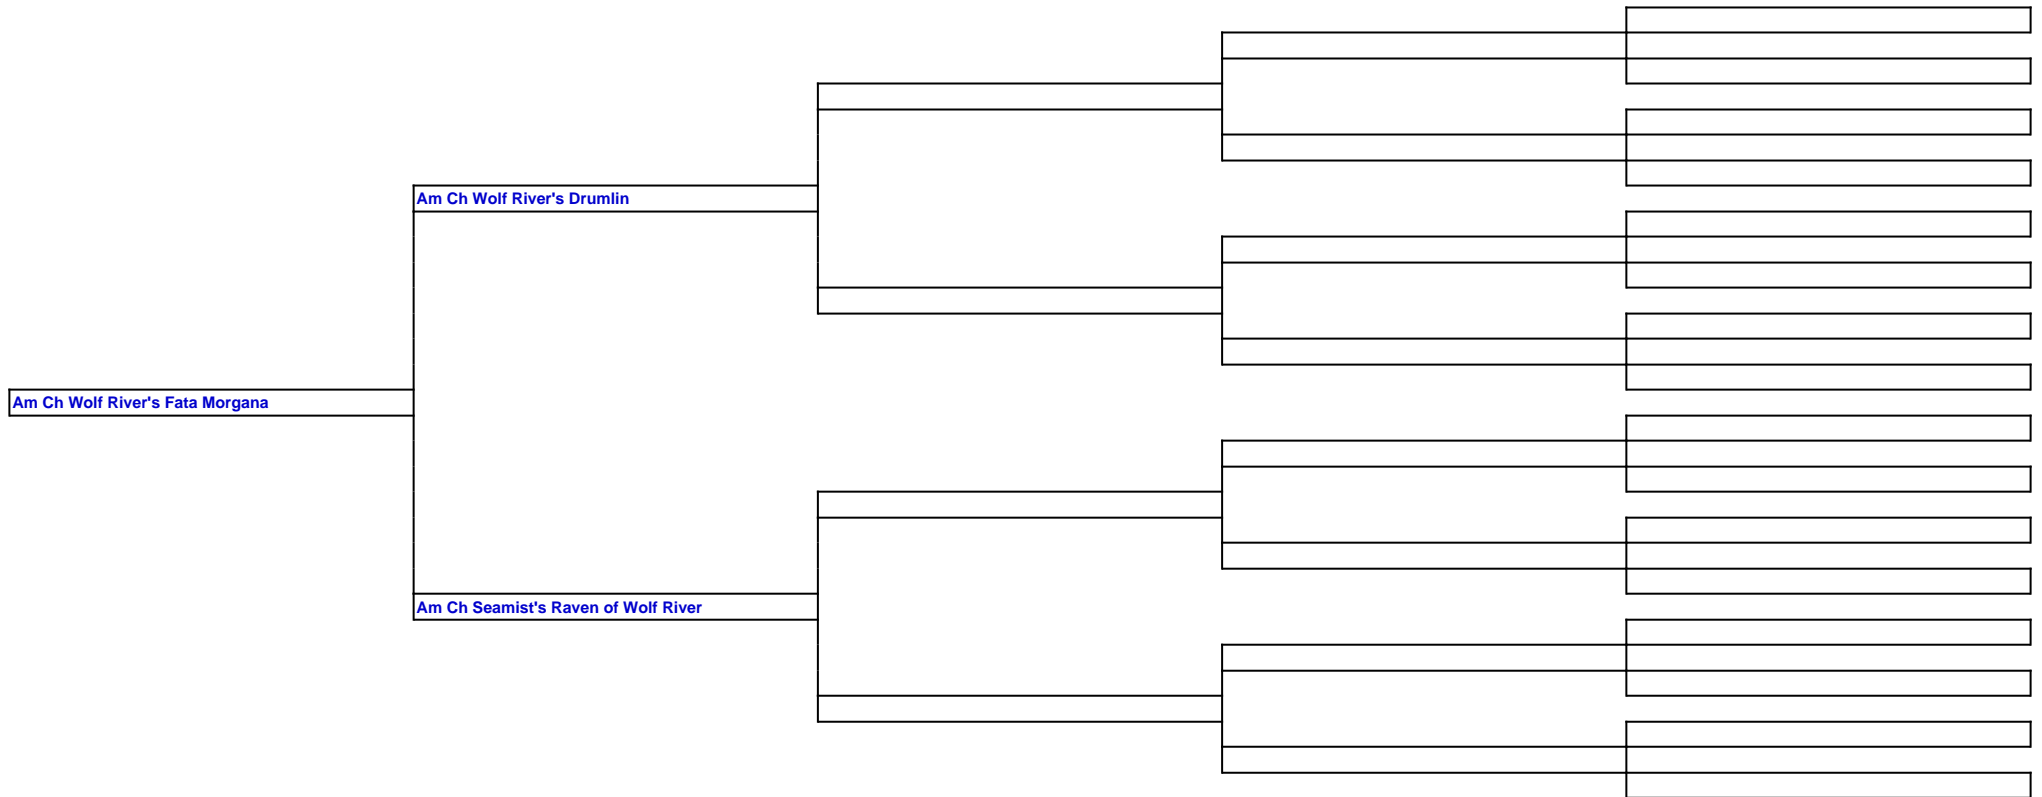 Am Ch Wolf River's Drumlin
Am Ch Wolf River's Fata Morgana
Am Ch Seamist's Raven of Wolf River